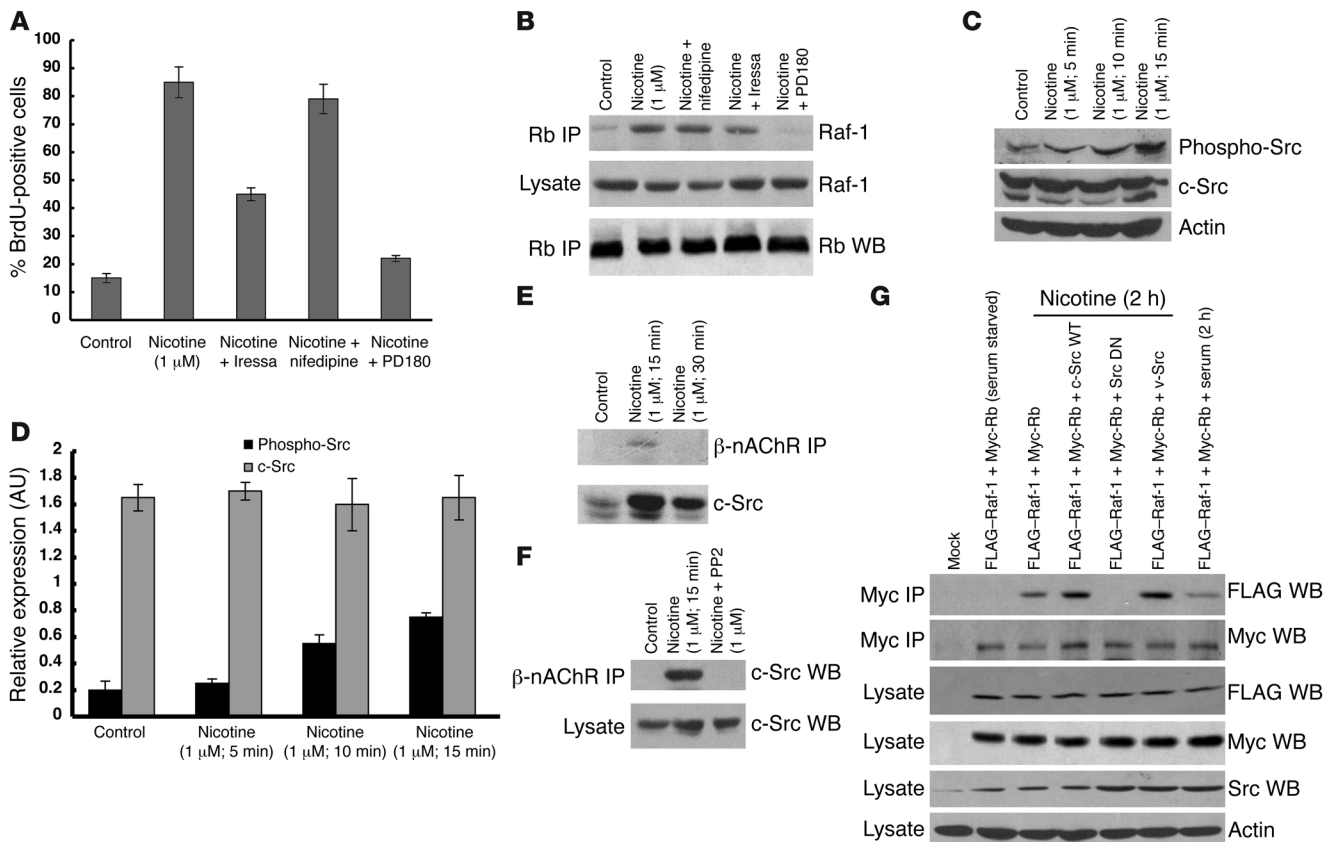 A
% BrdU-positive cells
100
90
80
70
60
50
40
30
20
10
0
Control
Nicotine
(1 μM)
Nicotine
+ Iressa
Nicotine +
nifedipine
Nicotine
+ PD180
B
Control
Nicotine
(1 μM)
Nicotine +
nifedipine
Nicotine
+ Iressa
Nicotine
+ PD180
Rb IP
Raf-1
Lysate
Raf-1
Rb IP
Rb WB
C
Control
Nicotine
(1 μM; 5 min)
Nicotine
(1 μM; 10 min)
Nicotine
(1 μM; 15 min)
Phospho-Src
c-Src
Actin
D
Relative expression (AU)
Phospho-Src
c-Src
2
1.8
1.6
1.4
1.2
1
0.8
0.6
0.4
0.2
0
Control
Nicotine
(1 μM; 5 min)
Nicotine
(1 μM; 10 min)
Nicotine
(1 μM; 15 min)
E
Control
Nicotine
(1 μM; 15 min)
Nicotine
(1 μM; 30 min)
β-nAChR IP
c-Src
F
Control
Nicotine
(1 μM; 15 min)
Nicotine + PP2
(1 μM)
β-nAChR IP
c-Src WB
Lysate
c-Src WB
G
Nicotine (2 h)
Mock
FLAG–Raf-1 + Myc-Rb (serum starved)
FLAG–Raf-1 + Myc-Rb
FLAG–Raf-1 + Myc-Rb + c-Src WT
FLAG–Raf-1 + Myc-Rb + Src DN
FLAG–Raf-1 + Myc-Rb + v-Src
FLAG–Raf-1 + Myc-Rb + serum (2 h)
Myc IP
FLAG WB
Myc IP
Myc WB
Lysate
FLAG WB
Lysate
Myc WB
Lysate
Src WB
Lysate
Actin